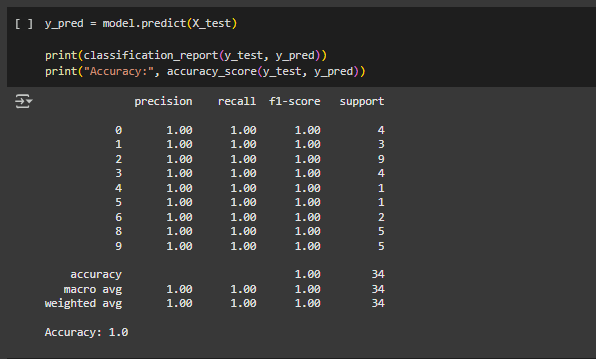 [ ] y_pred = model.predict(X_test)
print(classification_report(y_test, y_pred))
print("Accuracy:", accuracy_score(y_test, y_pred))
precision recall f1-score support
0 1.00 1.00 1.00 4
1 1.00 1.00 1.00 3
2 1.00 1.00 1.00 9
3 1.00 1.00 1.00 4
4 1.00 1.00 1.00 1
5 1.00 1.00 1.00 1
6 1.00 1.00 1.00 2
8 1.00 1.00 1.00 5
9 1.00 1.00 1.00 5
accuracy 1.00 34
macro avg 1.00 1.00 1.00 34
weighted avg 1.00 1.00 1.00 34
Accuracy: 1.0